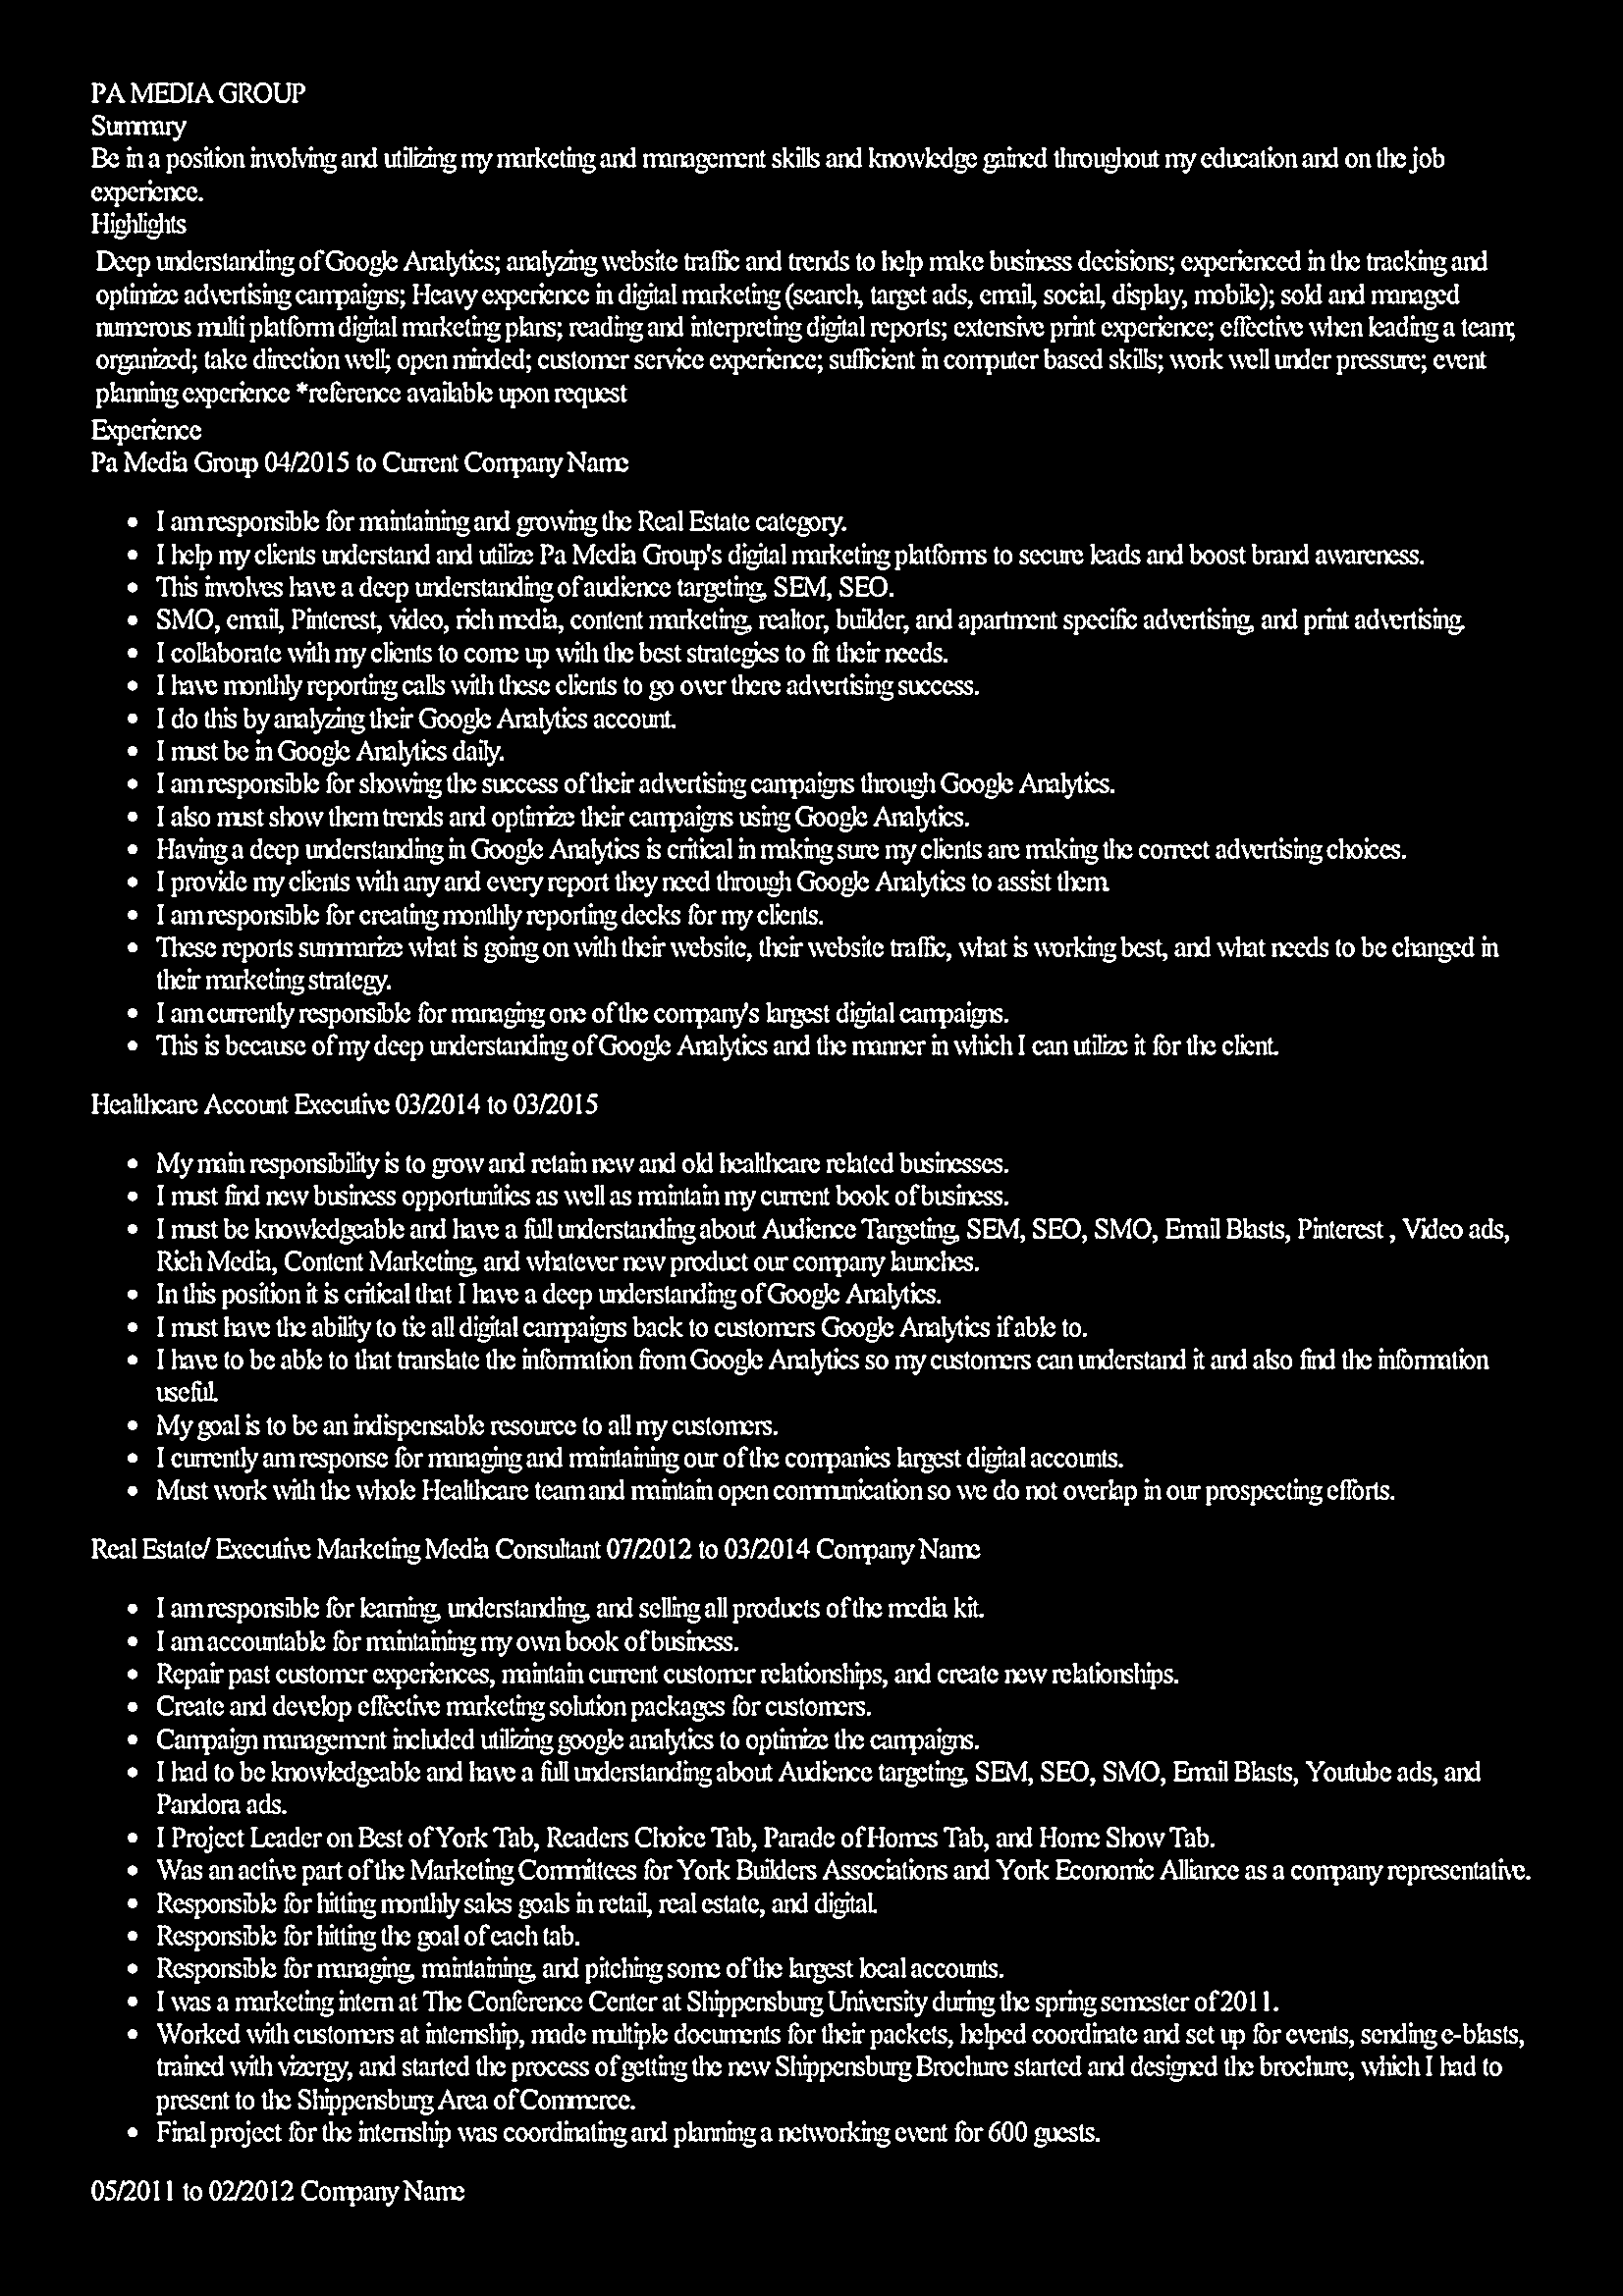 PA MEDIA GROUP
Summary
Be in a position involving and utilizing my marketing and management skills and knowledge gained throughout my education and on the job
experience.
Highlights
Deep understanding of Google Analytics; analyzing website traffic and trends to help make business decisions; experienced in the tracking and
optimize advertising campaigns; Heavy experience in digital marketing (search, target ads, email, social, display, mobile); sold and managed
numerous multi platform digital marketing plans; reading and interpreting digital reports; extensive print experience; effective when leading a team;
organized; take direction well; open minded; customer service experience; sufficient in computer based skills; work well under pressure; event
planning experience *reference available upon request
Experience
Pa Media Group 04/2015 to Current Company Name
• I am responsible for maintaining and growing the Real Estate category.
• I help my clients understand and utilize Pa Media Group's digital marketing platforms to secure leads and boost brand awareness.
• This involves have a deep understanding of audience targeting, SEM, SEO.
• SMO, email, Pinterest, video, rich media, content marketing, realtor, builder, and apartment specific advertising, and print advertising.
• I collaborate with my clients to come up with the best strategies to fit their needs.
• I have monthly reporting calls with these clients to go over there advertising success.
• I do this by analyzing their Google Analytics account.
• I must be in Google Analytics daily.
• I am responsible for showing the success of their advertising campaigns through Google Analytics.
• I also must show them trends and optimize their campaigns using Google Analytics.
• Having a deep understanding in Google Analytics is critical in making sure my clients are making the correct advertising choices.
• I provide my clients with any and every report they need through Google Analytics to assist them.
• I am responsible for creating monthly reporting decks for my clients.
• These reports summarize what is going on with their website, their website traffic, what is working best, and what needs to be changed in
their marketing strategy.
• I am currently responsible for managing one of the company's largest digital campaigns.
• This is because of my deep understanding of Google Analytics and the manner in which I can utilize it for the client.
Healthcare Account Executive 03/2014 to 03/2015
• My main responsibility is to grow and retain new and old healthcare related businesses.
• I must find new business opportunities as well as maintain my current book of business.
• I must be knowledgeable and have a full understanding about Audience Targeting, SEM, SEO, SMO, Email Blasts, Pinterest , Video ads,
Rich Media, Content Marketing, and whatever new product our company launches.
• In this position it is critical that I have a deep understanding of Google Analytics.
• I must have the ability to tie all digital campaigns back to customers Google Analytics if able to.
• I have to be able to that translate the information from Google Analytics so my customers can understand it and also find the information
useful.
• My goal is to be an indispensable resource to all my customers.
• I currently am response for managing and maintaining our of the companies largest digital accounts.
• Must work with the whole Healthcare team and maintain open communication so we do not overlap in our prospecting efforts.
Real Estate/ Executive Marketing Media Consultant 07/2012 to 03/2014 Company Name
• I am responsible for learning, understanding, and selling all products of the media kit.
• I am accountable for maintaining my own book of business.
• Repair past customer experiences, maintain current customer relationships, and create new relationships.
• Create and develop effective marketing solution packages for customers.
• Campaign management included utilizing google analytics to optimize the campaigns.
• I had to be knowledgeable and have a full understanding about Audience targeting, SEM, SEO, SMO, Email Blasts, Youtube ads, and
Pandora ads.
• I Project Leader on Best of York Tab, Readers Choice Tab, Parade of Homes Tab, and Home Show Tab.
• Was an active part of the Marketing Committees for York Builders Associations and York Economic Alliance as a company representative.
• Responsible for hitting monthly sales goals in retail, real estate, and digital.
• Responsible for hitting the goal of each tab.
• Responsible for managing, maintaining, and pitching some of the largest local accounts.
• I was a marketing intern at The Conference Center at Shippensburg University during the spring semester of 2011.
• Worked with customers at internship, made multiple documents for their packets, helped coordinate and set up for events, sending e-blasts,
trained with vizergy, and started the process of getting the new Shippensburg Brochure started and designed the brochure, which I had to
present to the Shippensburg Area of Commerce.
• Final project for the internship was coordinating and planning a networking event for 600 guests.
05/2011 to 02/2012 Company Name